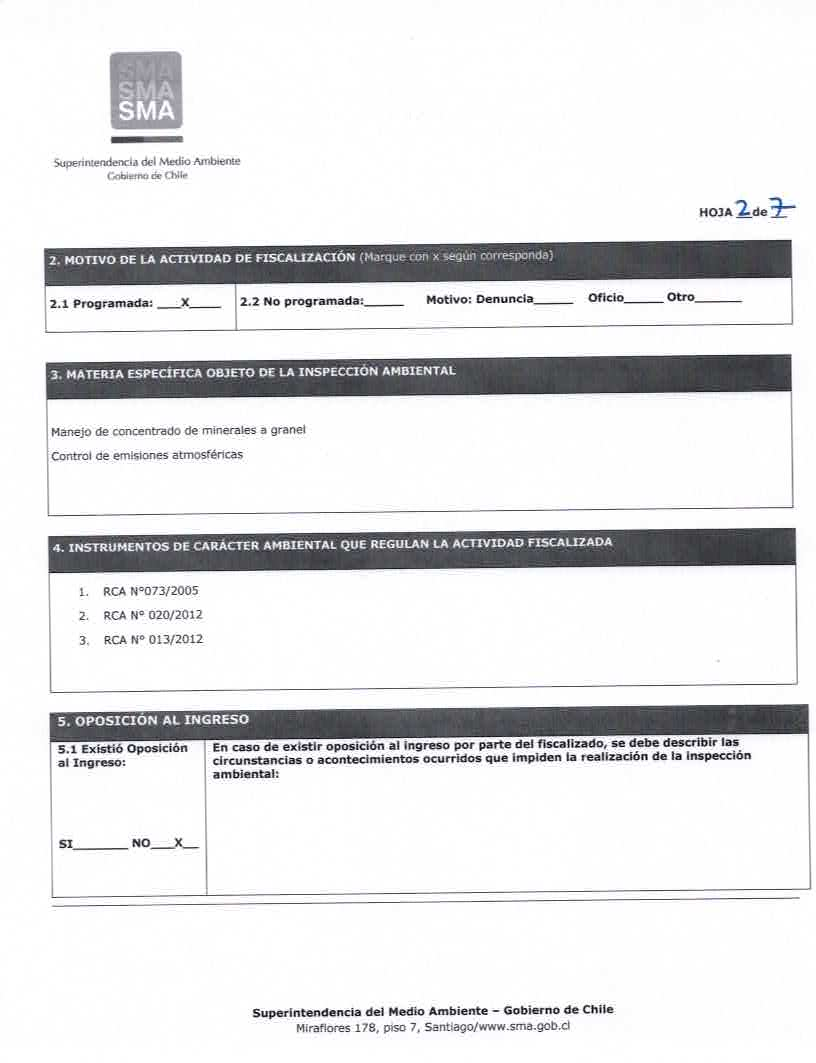 SMA
SMA
SMA
Superintendencia del Medio Ambiente
Gobierno de Chile
HOJA 2 de 7
2. MOTIVO DE LA ACTIVIDAD DE FISCALIZACIÓN (Marque con x según corresponda)
2.1 Programada: ___X____ 2.2 No programada:______ Motivo: Denuncia______ Oficio______ Otro_______
3. MATERIA ESPECÍFICA OBJETO DE LA INSPECCIÓN AMBIENTAL
Manejo de concentrado de minerales a granel
Control de emisiones atmosféricas
4. INSTRUMENTOS DE CARÁCTER AMBIENTAL QUE REGULAN LA ACTIVIDAD FISCALIZADA
1. RCA N°073/2005
2. RCA N° 020/2012
3. RCA N° 013/2012
5. OPOSICIÓN AL INGRESO
5.1 Existió Oposición
al Ingreso:
SI________ NO___X__
En caso de existir oposición al ingreso por parte del fiscalizado, se debe describir las
circunstancias o acontecimientos ocurridos que impiden la realización de la inspección
ambiental:
Superintendencia del Medio Ambiente – Gobierno de Chile
Miraflores 178, piso 7, Santiago/www.sma.gob.cl